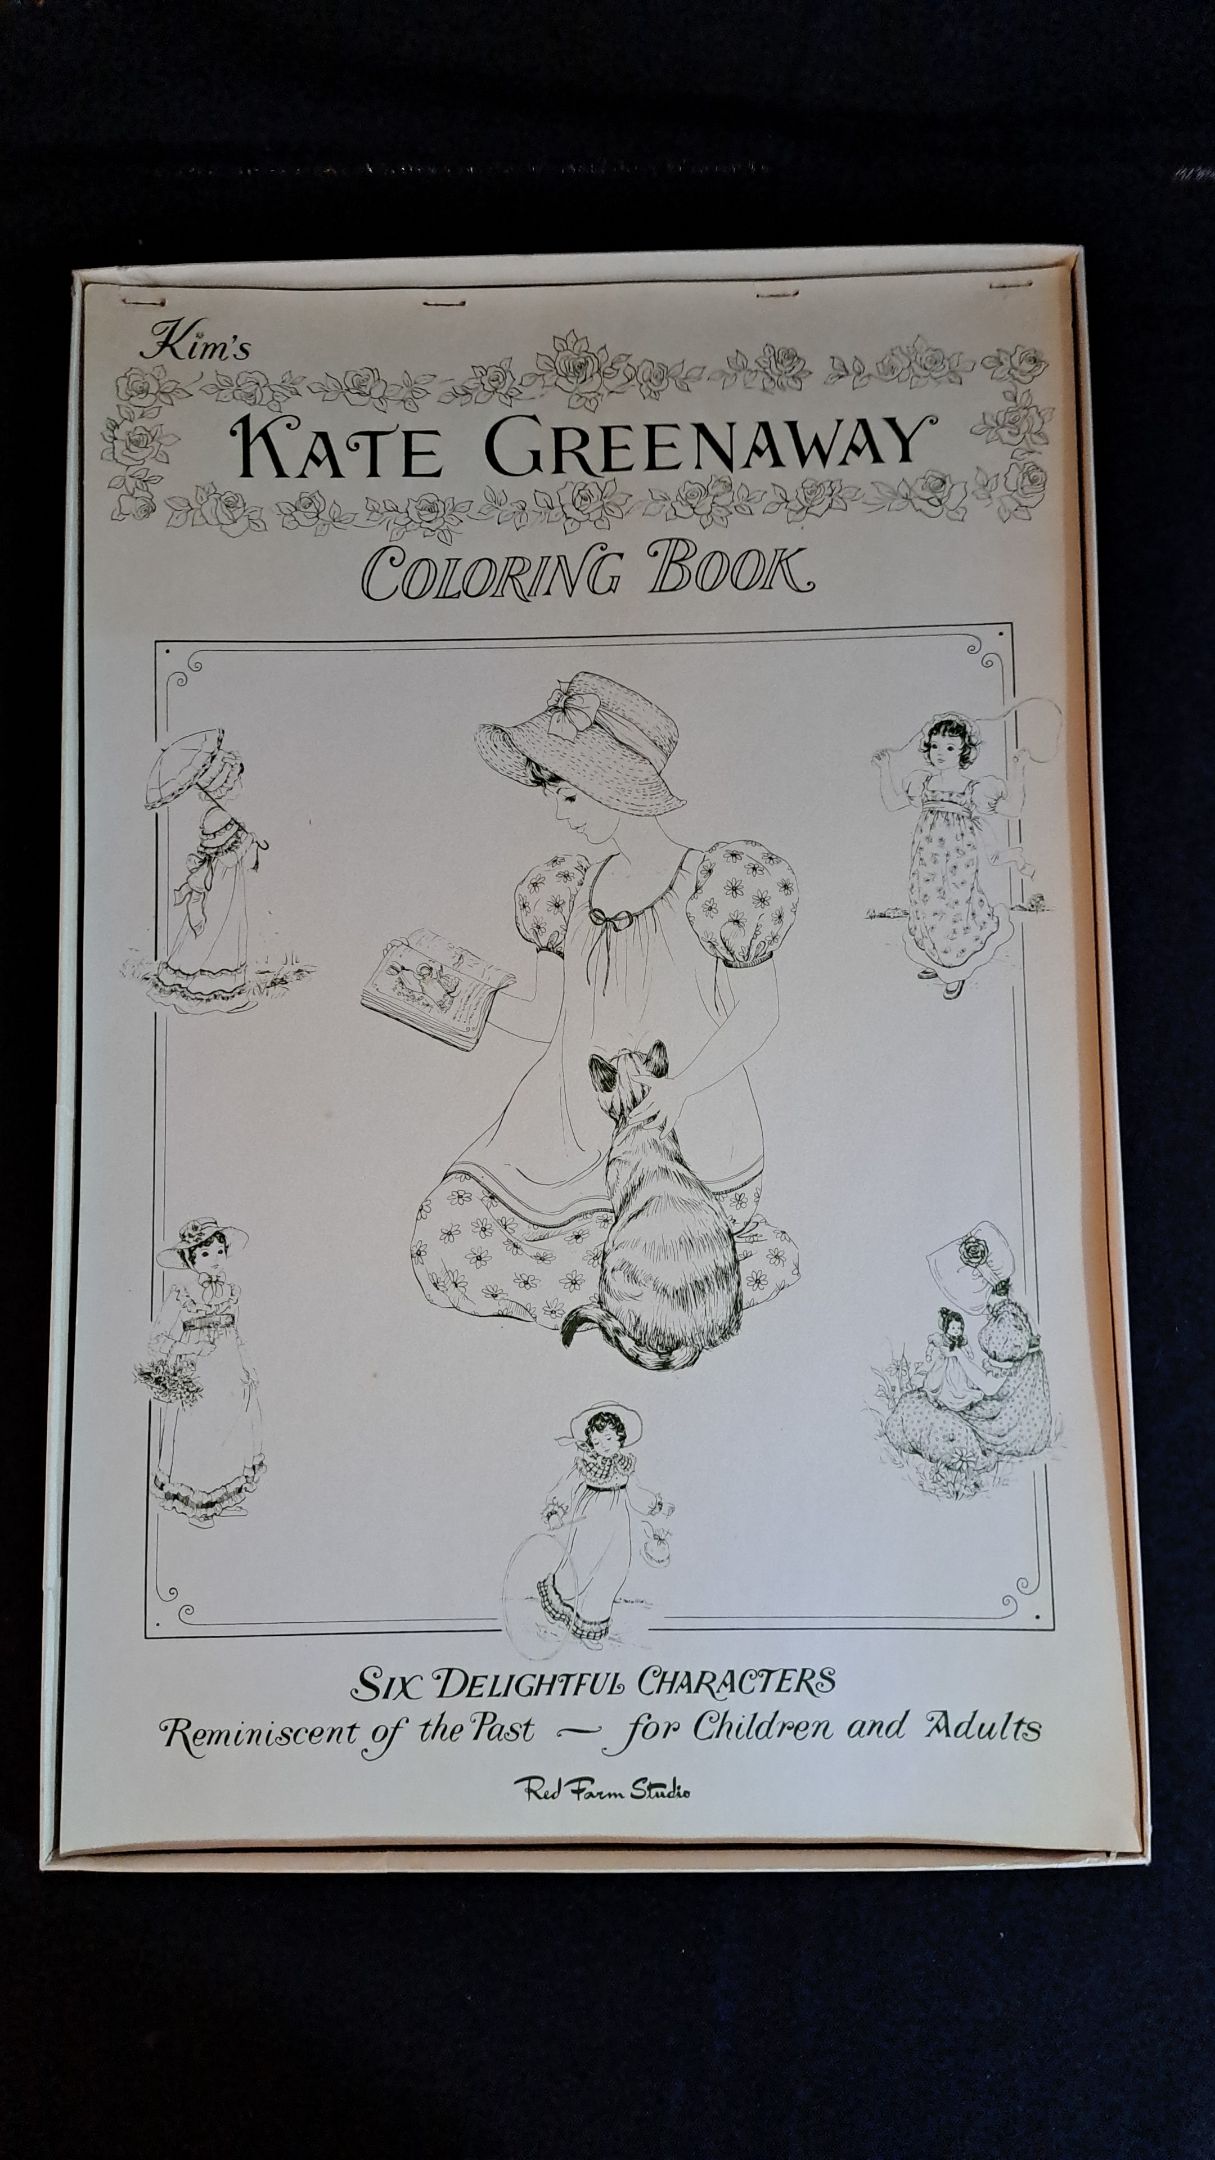 Kim's
KATE GREENAWAY
COLORING BOOK
SIX DELIGHTFUL CHARACTERS
Reminiscent of the Past — for Children and Adults
Red Farm Studio